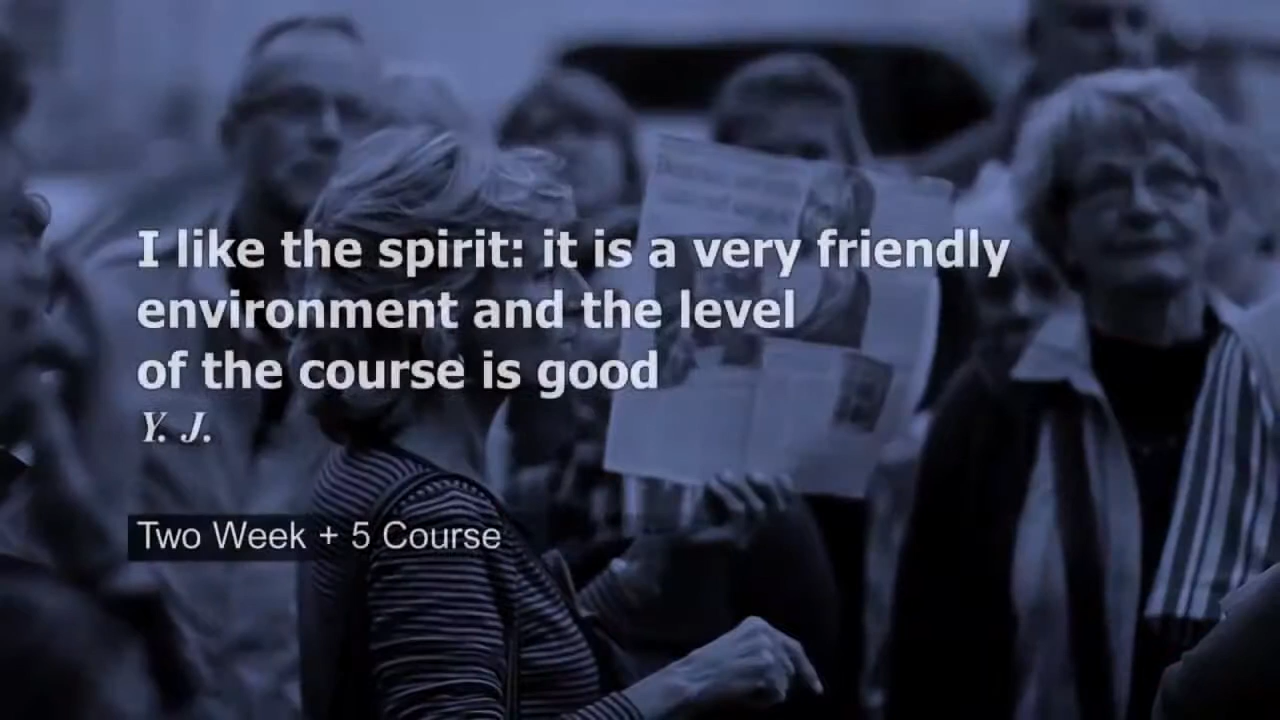 I like the spirit: it is a very friendly
environment and the level
of the course is good
Y. J.
Two Week + 5 Course